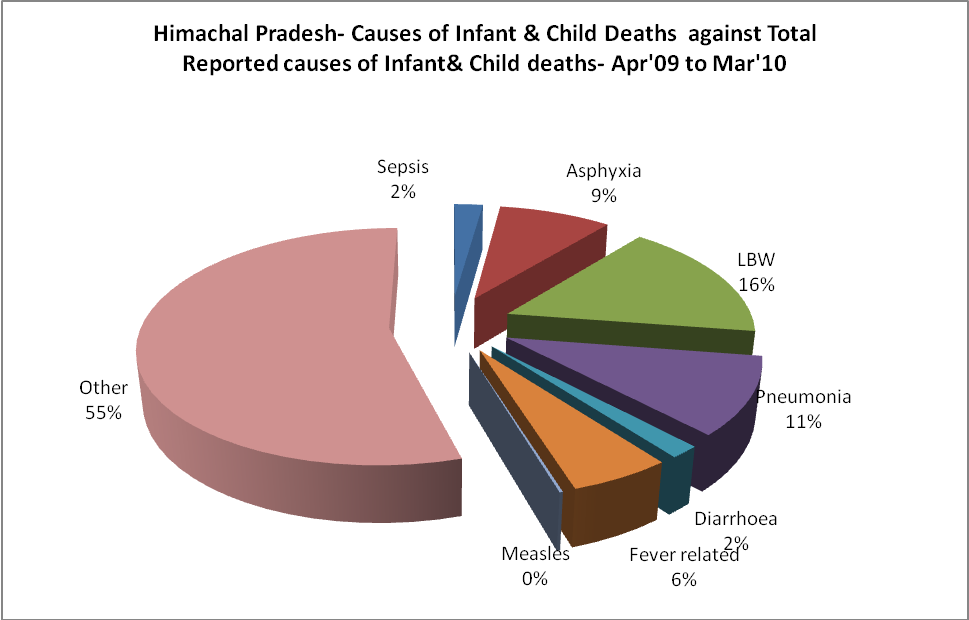 Himachal Pradesh- Causes of Infant & Child Deaths  against Total
Reported causes of Infant& Child deaths- Apr'09 to Mar'10
Sepsis
2%
Asphyxia
9%
LBW
16%
Pneumonia
11%
Diarrhoea
2%
Fever related
6%
Measles
0%
Other
55%